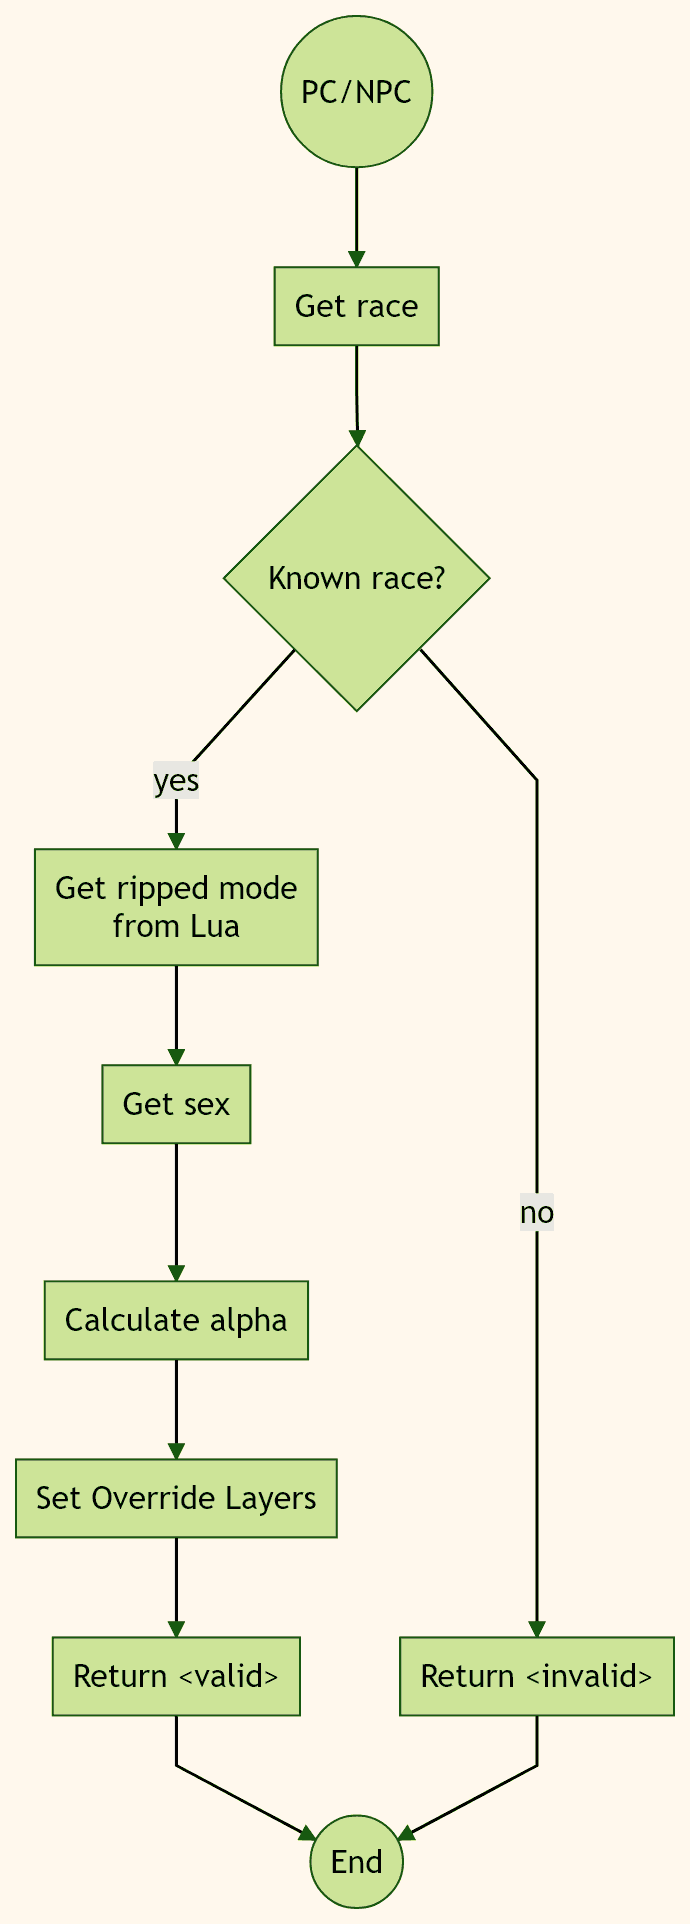 PC/NPC
Get race
Known race?
yes
Get ripped mode
from Lua
Get sex
no
Calculate alpha
Set Override Layers
Return <valid>
Return <invalid>
End